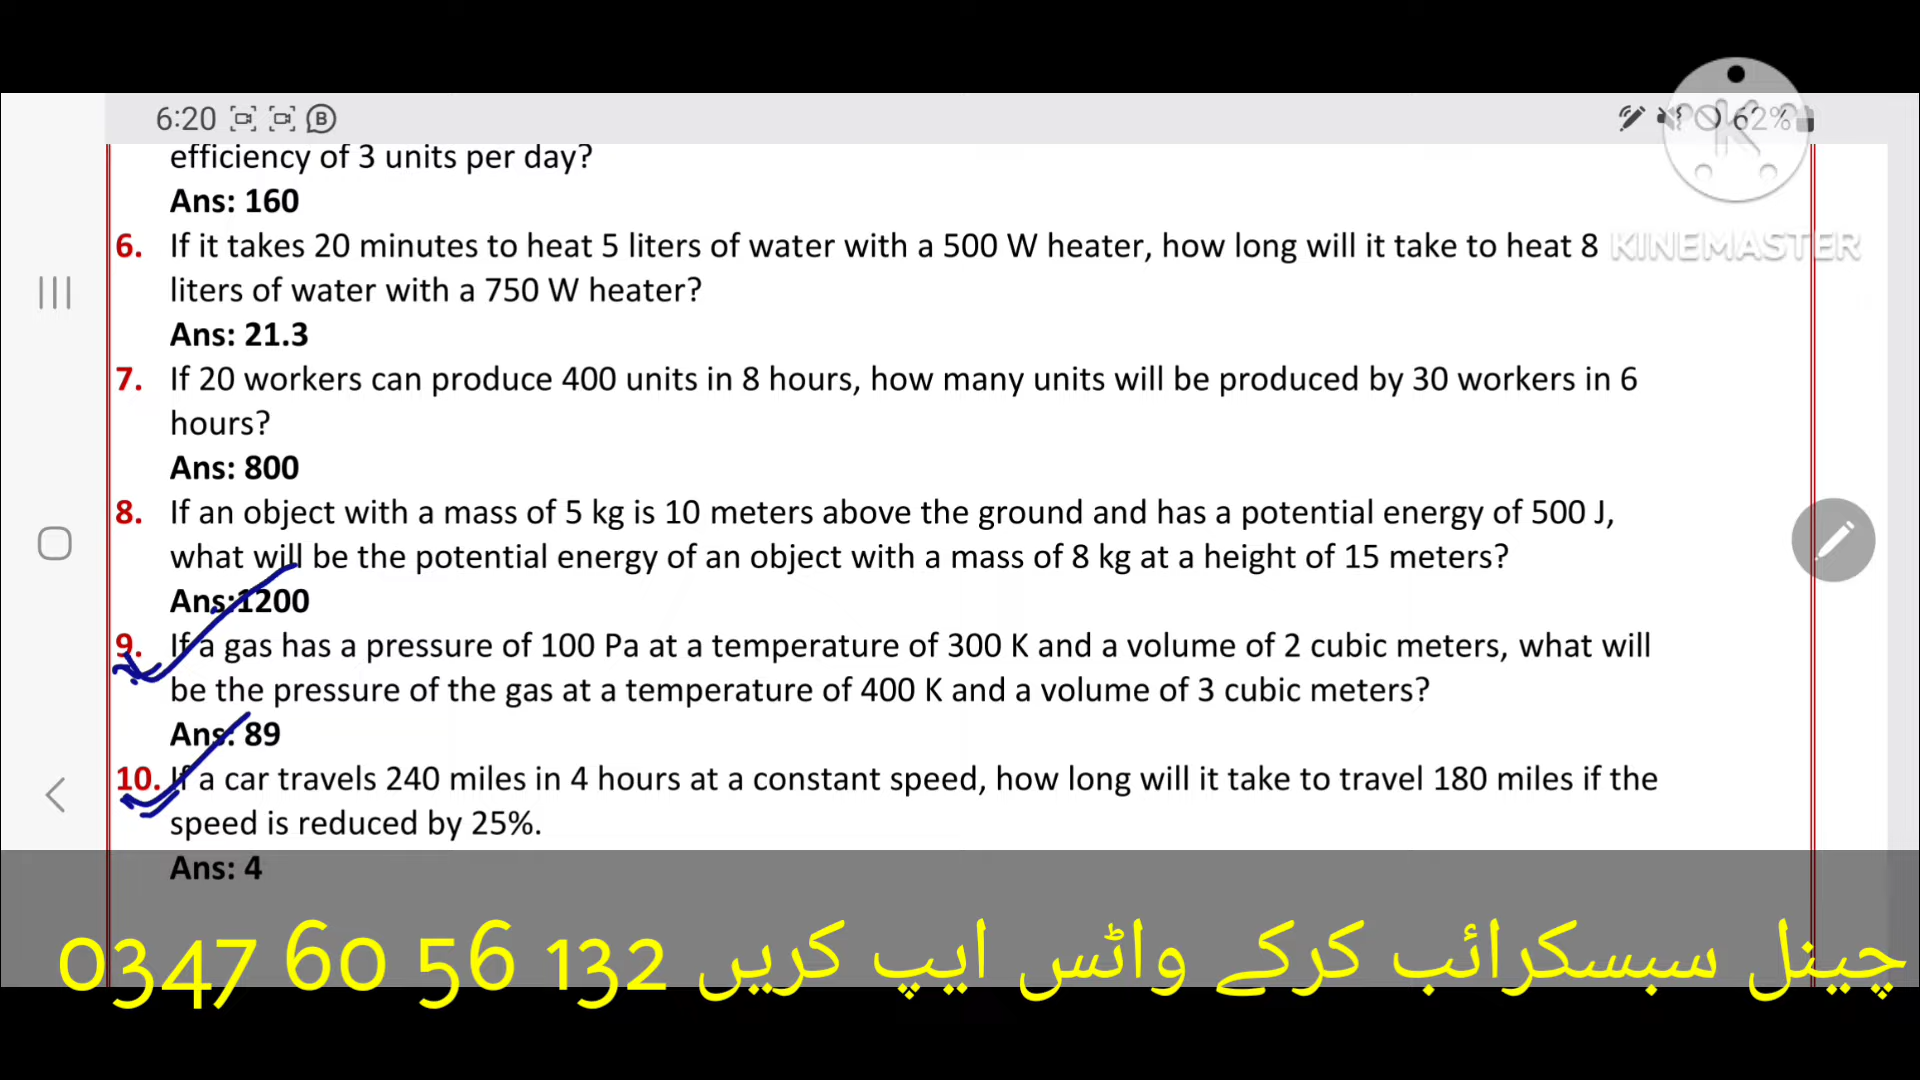 6:20
62%
efficiency of 3 units per day?
Ans: 160
KINEMASTER
6. If it takes 20 minutes to heat 5 liters of water with a 500 W heater, how long will it take to heat 8
liters of water with a 750 W heater?
Ans: 21.3
7. If 20 workers can produce 400 units in 8 hours, how many units will be produced by 30 workers in 6
hours?
Ans: 800
8. If an object with a mass of 5 kg is 10 meters above the ground and has a potential energy of 500 J,
what will be the potential energy of an object with a mass of 8 kg at a height of 15 meters?
Ans:1200
9. If a gas has a pressure of 100 Pa at a temperature of 300 K and a volume of 2 cubic meters, what will
be the pressure of the gas at a temperature of 400 K and a volume of 3 cubic meters?
Ans: 89
10. If a car travels 240 miles in 4 hours at a constant speed, how long will it take to travel 180 miles if the
speed is reduced by 25%.
Ans: 4
چینل سبسکرائب کرکے واٹس ایپ کریں 0347 60 56 132